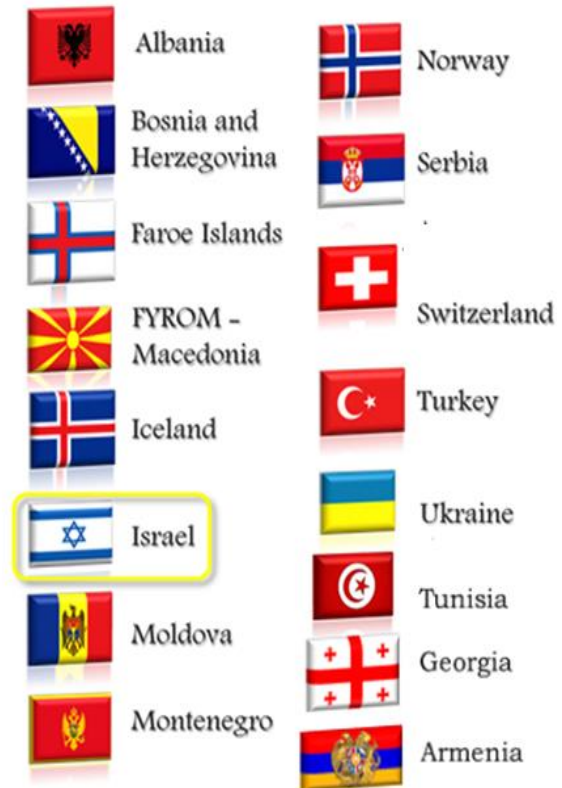 Albania
Bosnia and
Herzegovina
Faroe Islands
FYROM –
Macedonia
Iceland
Israel
Moldova
Montenegro
Norway
Serbia
Switzerland
Turkey
Ukraine
Tunisia
Georgia
Armenia